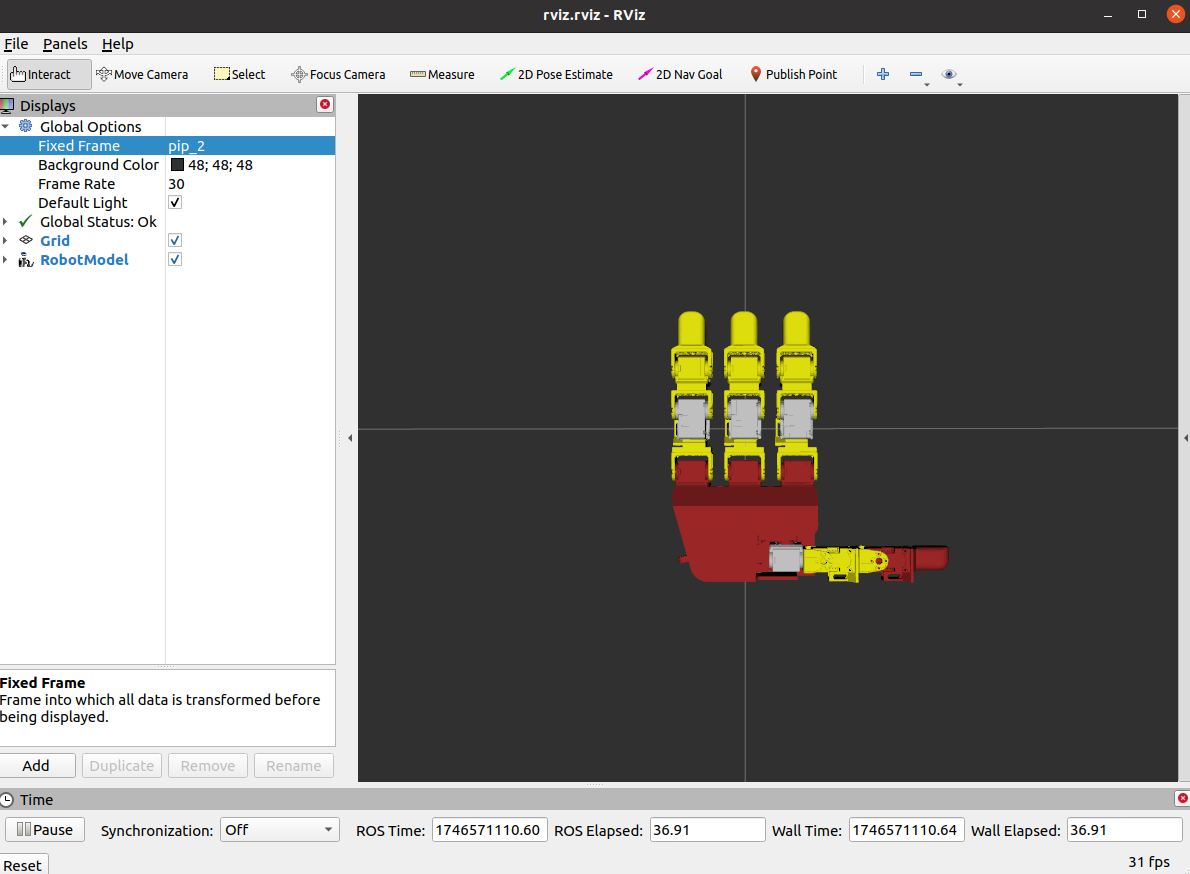 rviz.rviz - RViz
File Panels Help
Interact Move Camera Select Focus Camera Measure 2D Pose Estimate 2D Nav Goal Publish Point
Displays
Global Options
Fixed Frame pip_2
Background Color 48; 48; 48
Frame Rate 30
Default Light
Global Status: Ok
Grid
RobotModel
Fixed Frame
Frame into which all data is transformed before
being displayed.
Add Duplicate Remove Rename
Time
Pause Synchronization: Off ROS Time: 1746571110.60 ROS Elapsed: 36.91 Wall Time: 1746571110.64 Wall Elapsed: 36.91
Reset 31 fps